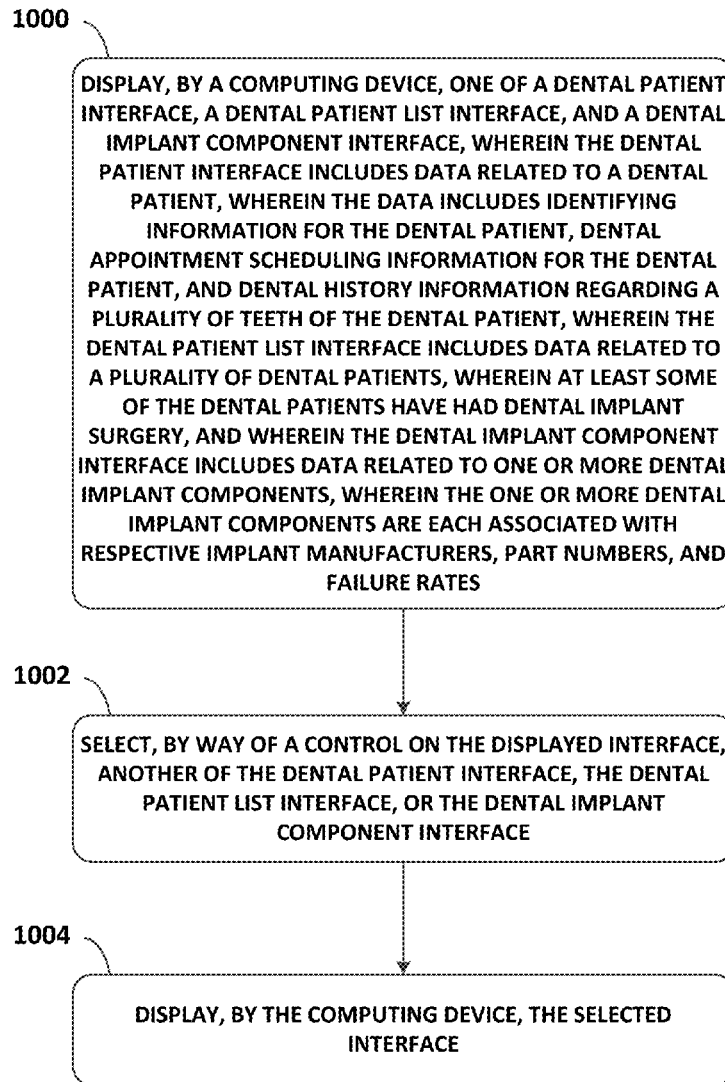 1000
DISPLAY, BY A COMPUTING DEVICE, ONE OF A DENTAL PATIENT
INTERFACE, A DENTAL PATIENT LIST INTERFACE, AND A DENTAL
IMPLANT COMPONENT INTERFACE, WHEREIN THE DENTAL
PATIENT INTERFACE INCLUDES DATA RELATED TO A DENTAL
PATIENT, WHEREIN THE DATA INCLUDES IDENTIFYING
INFORMATION FOR THE DENTAL PATIENT, DENTAL
APPOINTMENT SCHEDULING INFORMATION FOR THE DENTAL
PATIENT, AND DENTAL HISTORY INFORMATION REGARDING A
PLURALITY OF TEETH OF THE DENTAL PATIENT, WHEREIN THE
DENTAL PATIENT LIST INTERFACE INCLUDES DATA RELATED TO
A PLURALITY OF DENTAL PATIENTS, WHEREIN AT LEAST SOME
OF THE DENTAL PATIENTS HAVE HAD DENTAL IMPLANT
SURGERY, AND WHEREIN THE DENTAL IMPLANT COMPONENT
INTERFACE INCLUDES DATA RELATED TO ONE OR MORE DENTAL
IMPLANT COMPONENTS, WHEREIN THE ONE OR MORE DENTAL
IMPLANT COMPONENTS ARE EACH ASSOCIATED WITH
RESPECTIVE IMPLANT MANUFACTURERS, PART NUMBERS, AND
FAILURE RATES
1002
SELECT, BY WAY OF A CONTROL ON THE DISPLAYED INTERFACE,
ANOTHER OF THE DENTAL PATIENT INTERFACE, THE DENTAL
PATIENT LIST INTERFACE, OR THE DENTAL IMPLANT
COMPONENT INTERFACE
1004
DISPLAY, BY THE COMPUTING DEVICE, THE SELECTED
INTERFACE